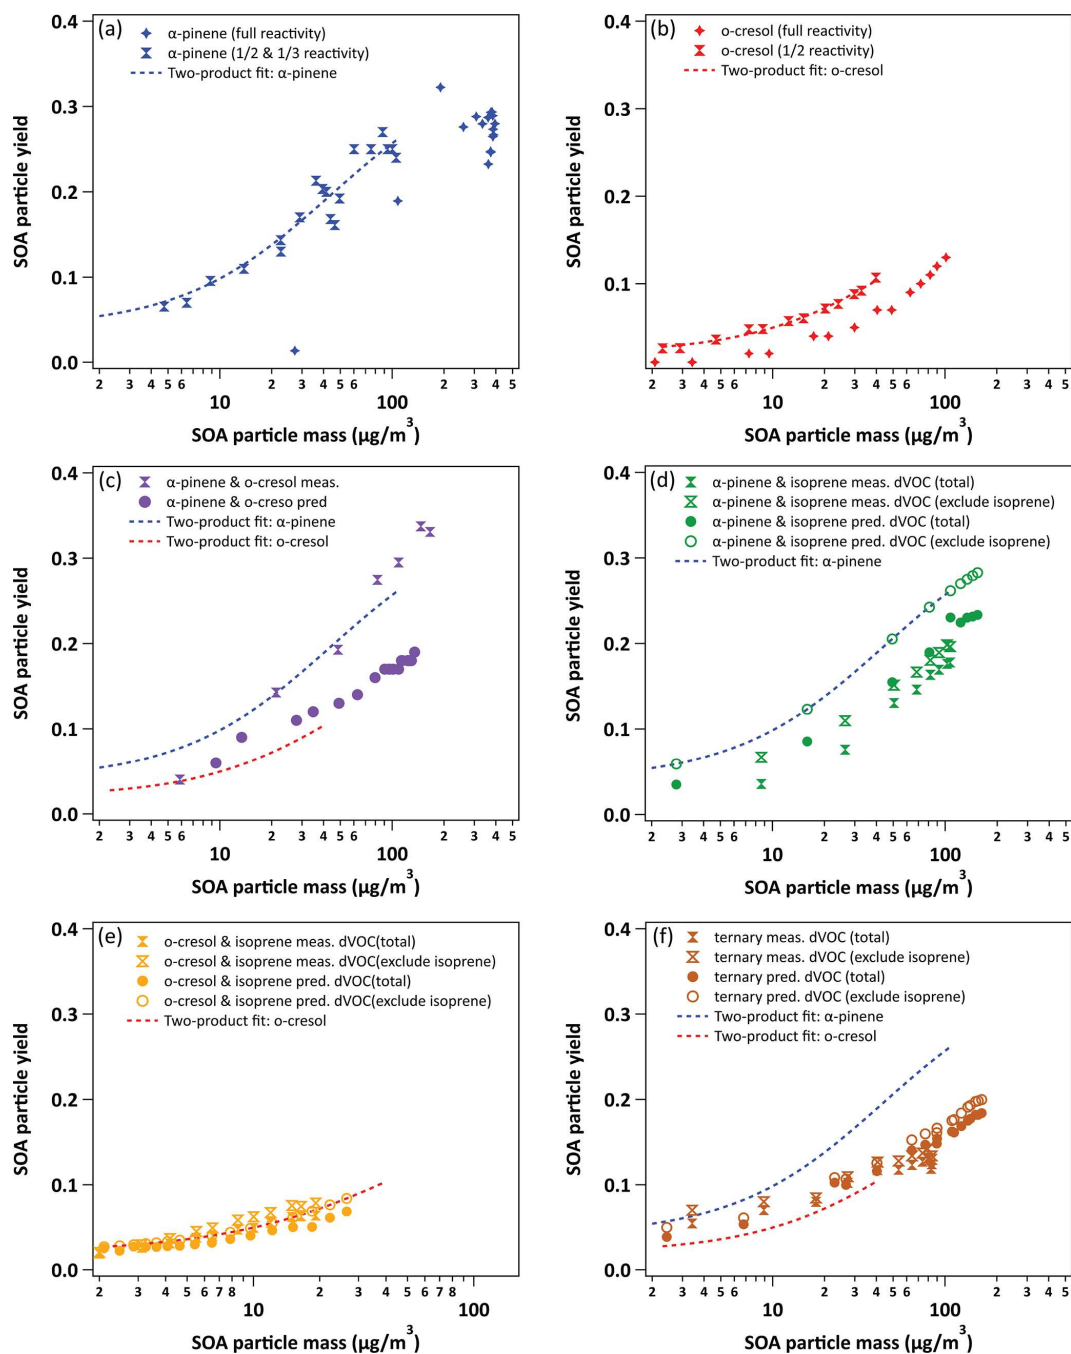 (a)
α-pinene (full reactivity)
α-pinene (1/2 & 1/3 reactivity)
Two-product fit: α-pinene
0.4
0.3
0.2
0.1
0.0
SOA particle yield
2 3 4 5 6 10 2 3 4 5 6 100 2 3 4 5
SOA particle mass (µg/m³)
(b)
o-cresol (full reactivity)
o-cresol (1/2 reactivity)
Two-product fit: o-cresol
0.4
0.3
0.2
0.1
SOA particle yield
2 3 4 5 6 10 2 3 4 5 6 100 2 3 4 5
SOA particle mass (µg/m³)
(c)
α-pinene & o-cresol meas.
α-pinene & o-creso pred
Two-product fit: α-pinene
Two-product fit: o-cresol
0.4
0.3
0.2
0.1
0.0
SOA particle yield
2 3 4 5 6 10 2 3 4 5 6 100 2 3 4 5
SOA particle mass (µg/m³)
(d)
α-pinene & isoprene meas. dVOC (total)
α-pinene & isoprene meas. dVOC (exclude isoprene)
α-pinene & isoprene pred. dVOC (total)
α-pinene & isoprene pred. dVOC (exclude isoprene)
Two-product fit: α-pinene
0.4
0.3
0.2
0.1
0.0
SOA particle yield
2 3 4 5 6 10 2 3 4 5 6 100 2 3 4 5
SOA particle mass (µg/m³)
(e)
o-cresol & isoprene meas. dVOC(total)
o-cresol & isoprene meas. dVOC(exclude isoprene)
o-cresol & isoprene pred. dVOC(total)
o-cresol & isoprene pred. dVOC(exclude isoprene)
Two-product fit: o-cresol
0.4
0.3
0.2
0.1
0.0
SOA particle yield
2 3 4 5 6 7 8 10 2 3 4 5 6 7 8 100
SOA particle mass (µg/m³)
(f)
ternary meas. dVOC (total)
ternary meas. dVOC (exclude isoprene)
ternary pred. dVOC (total)
ternary pred. dVOC (exclude isoprene)
Two-product fit: α-pinene
Two-product fit: o-cresol
0.4
0.3
0.2
0.1
0.0
SOA particle yield
2 3 4 5 6 10 2 3 4 5 6 100 2 3 4 5
SOA particle mass (µg/m³)